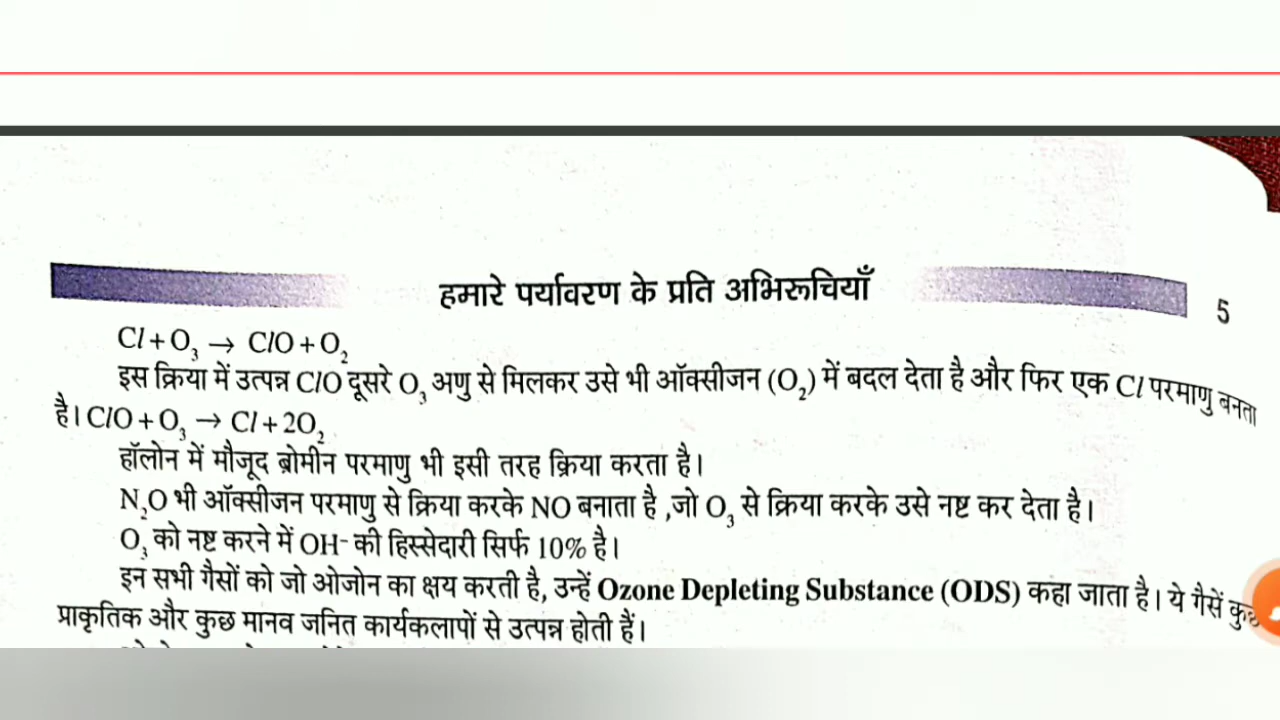 हमारे पर्यावरण के प्रति अभिरूचियाँ
5
Cl + O₃ → ClO + O₂
इस क्रिया में उत्पन्न ClO दूसरे O₃ अणु से मिलकर उसे भी ऑक्सीजन (O₂) में बदल देता है और फिर एक Cl परमाणु बनता
है। ClO + O₃ → Cl + 2O₂
हॉलोन में मौजूद ब्रोमीन परमाणु भी इसी तरह क्रिया करता है।
N₂O भी ऑक्सीजन परमाणु से क्रिया करके NO बनाता है ,जो O₃ से क्रिया करके उसे नष्ट कर देता है।
O₃ को नष्ट करने में OH⁻ की हिस्सेदारी सिर्फ 10% है।
इन सभी गैसों को जो ओजोन का क्षय करती है, उन्हें Ozone Depleting Substance (ODS) कहा जाता है। ये गैसें कुछ
प्राकृतिक और कुछ मानव जनित कार्यकलापों से उत्पन्न होती हैं।